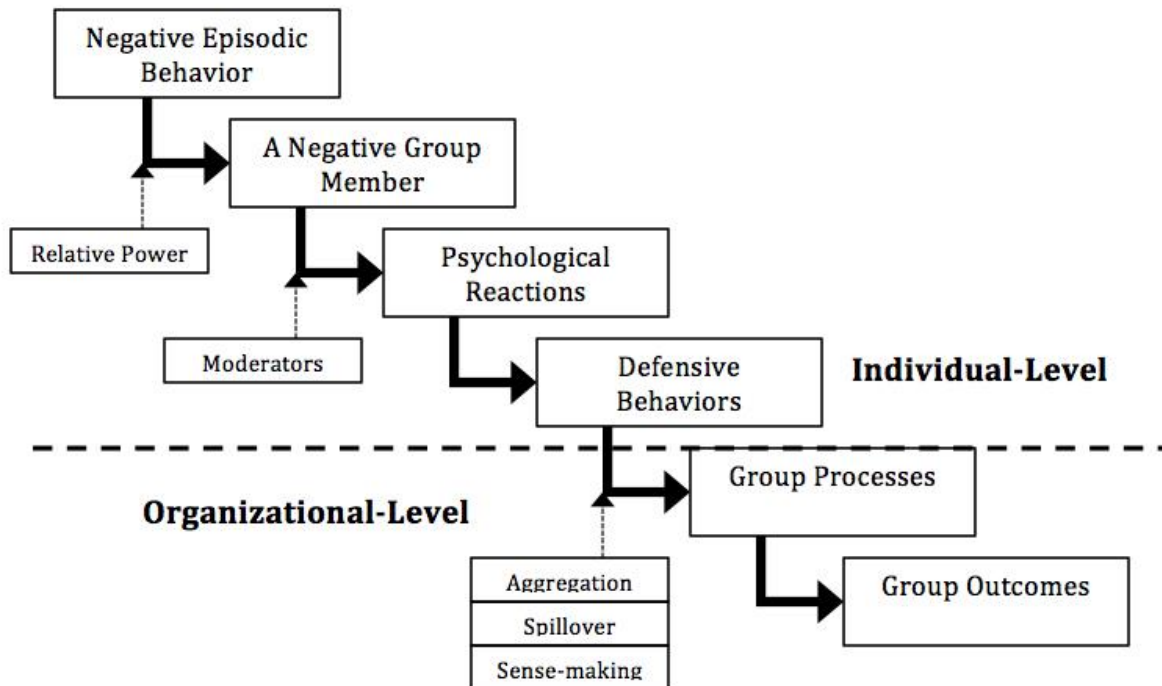 Negative Episodic
Behavior
A Negative Group
Member
Relative Power
Psychological
Reactions
Moderators
Defensive
Behaviors
Individual-Level
Group Processes
Organizational-Level
Aggregation
Group Outcomes
Spillover
Sense-making